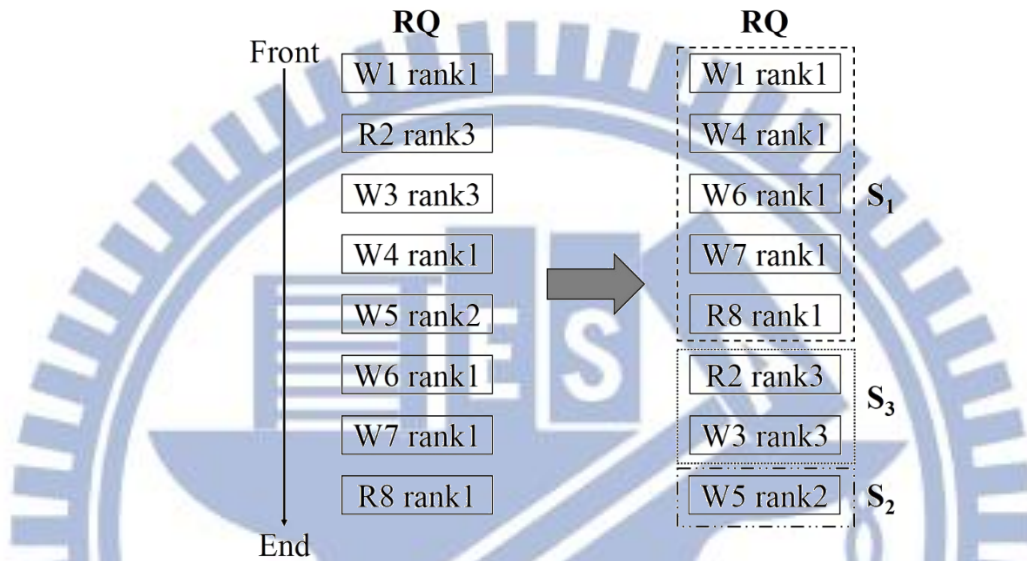 RQ
Front
W1 rank1
R2 rank3
W3 rank3
W4 rank1
W5 rank2
W6 rank1
W7 rank1
R8 rank1
End
RQ
W1 rank1
W4 rank1
W6 rank1
W7 rank1
R8 rank1
S₁
R2 rank3
W3 rank3
S₃
W5 rank2
S₂
E S